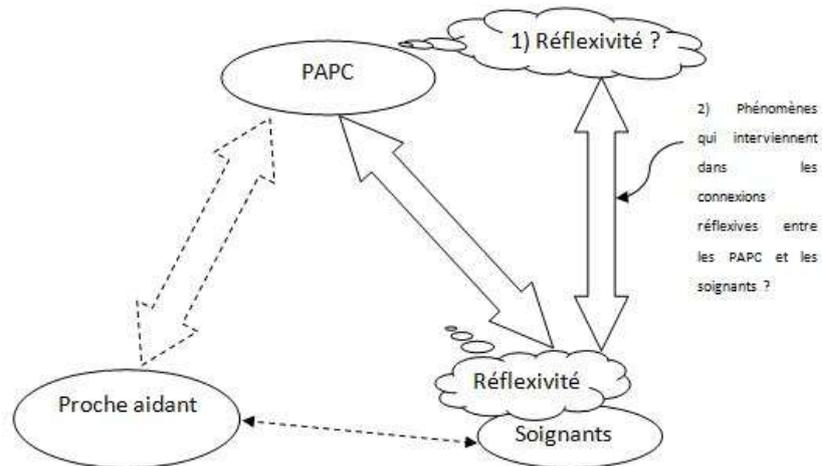 1) Réflexivité ?
PAPC
2) Phénomènes
qui interviennent
dans les
connexions
réflexives entre
les PAPC et les
soignants ?
Réflexivité
Proche aidant
Soignants